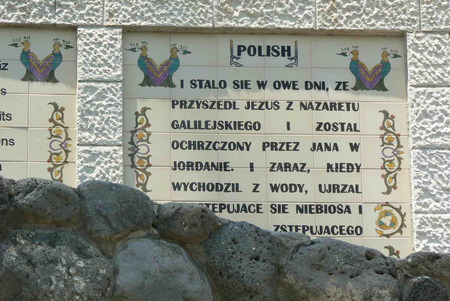 POLISH
I STALO SIE W OWE DNI, ZE
PRZYSZEDL JEZUS Z NAZARETU
GALILEJSKIEGO I ZOSTAL
OCHRZCZONY PRZEZ JANA W
JORDANIE. I ZARAZ, KIEDY
WYCHODZIL Z WODY, UJRZAL
STEPUJACE SIE NIEBIOSA I
ZSTEPUJACEGO